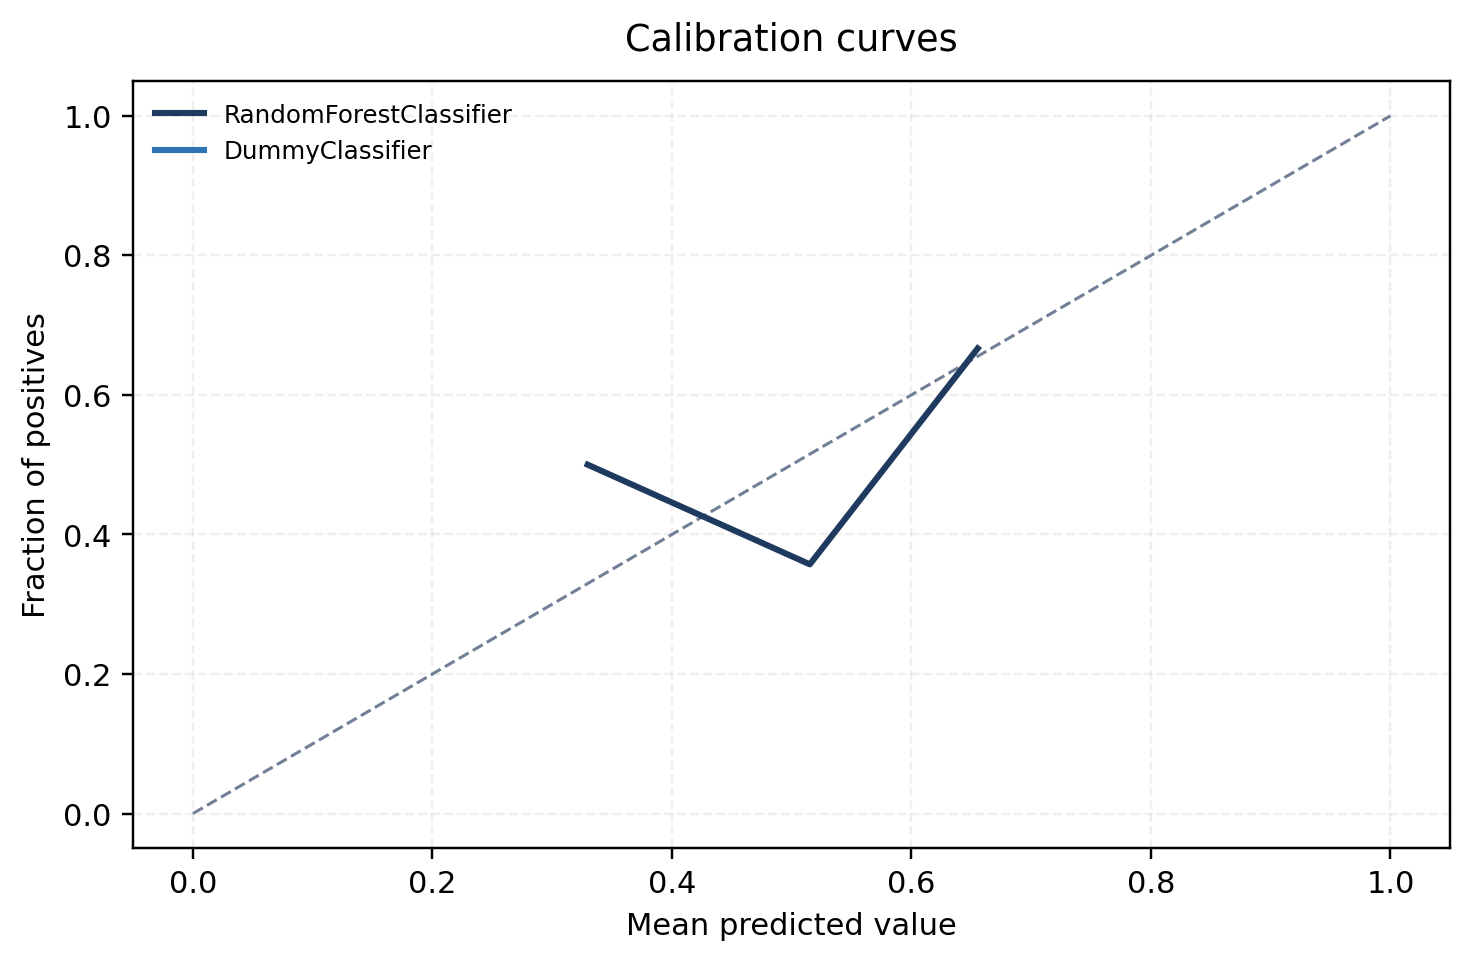 Calibration curves
RandomForestClassifier
DummyClassifier
Fraction of positives
1.0
0.8
0.6
0.4
0.2
0.0
0.0 0.2 0.4 0.6 0.8 1.0
Mean predicted value